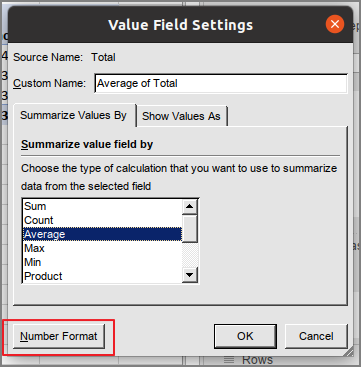 Value Field Settings
Source Name: Total
Custom Name: Average of Total
Summarize Values By Show Values As
Summarize value field by
Choose the type of calculation that you want to use to summarize
data from the selected field
Sum
Count
Average
Max
Min
Product
Number Format OK Cancel
Rows